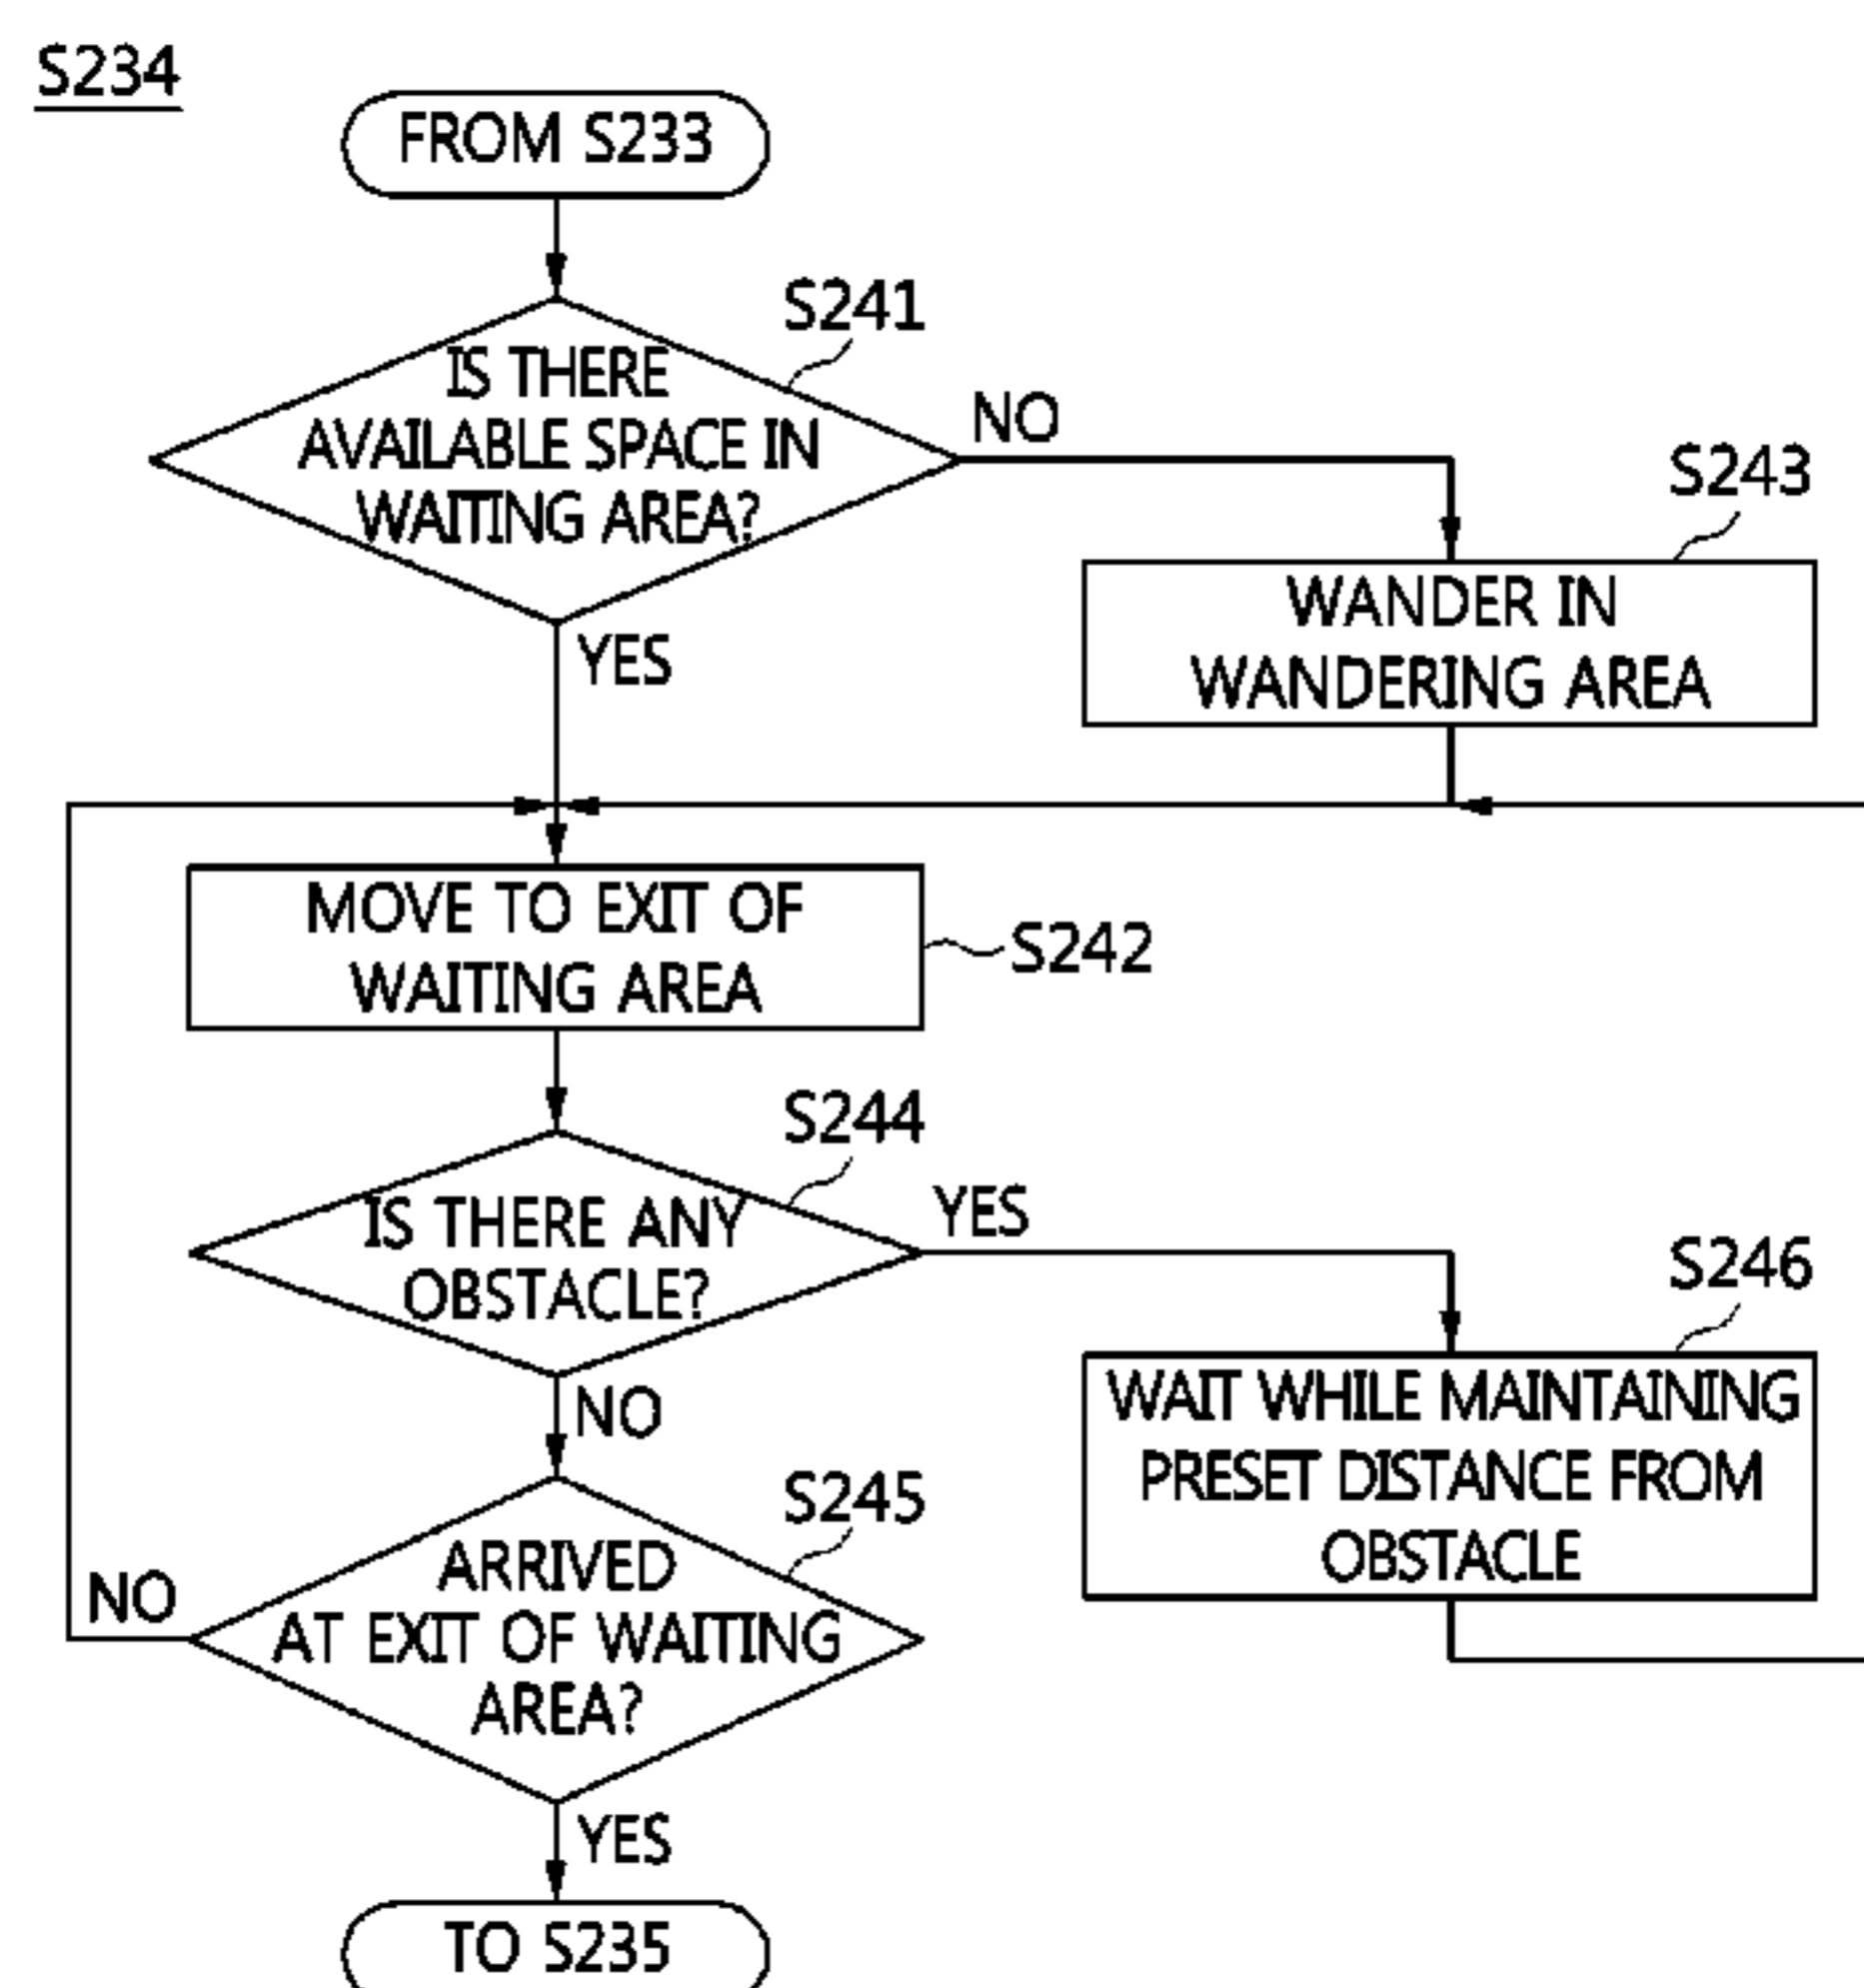 S234
FROM S233
S241
IS THERE
AVAILABLE SPACE IN
WAITING AREA?
NO
S243
WANDER IN
WANDERING AREA
YES
MOVE TO EXIT OF
WAITING AREA
S242
S244
IS THERE ANY
OBSTACLE?
YES
S246
WAIT WHILE MAINTAINING
PRESET DISTANCE FROM
OBSTACLE
NO
S245
ARRIVED
AT EXIT OF WAITING
AREA?
NO
YES
TO S235